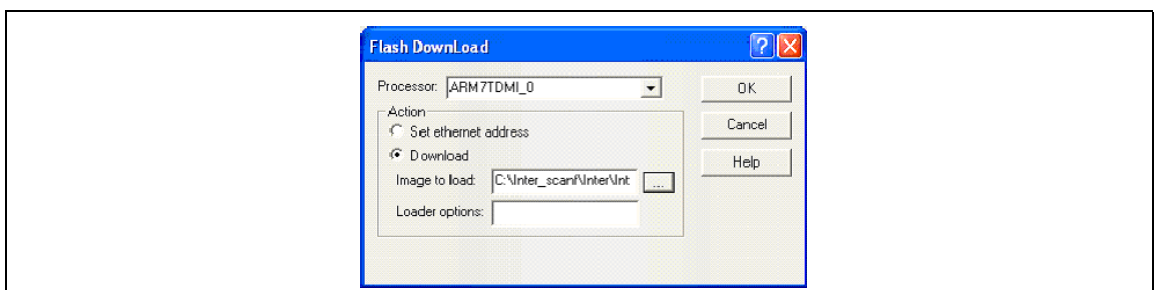 Flash DownLoad
Processor: ARM7TDMI_0
OK
Action
Set ethernet address
Cancel
Download
Help
Image to load: C:\Inter_scanf\Inter\Int ...
Loader options: